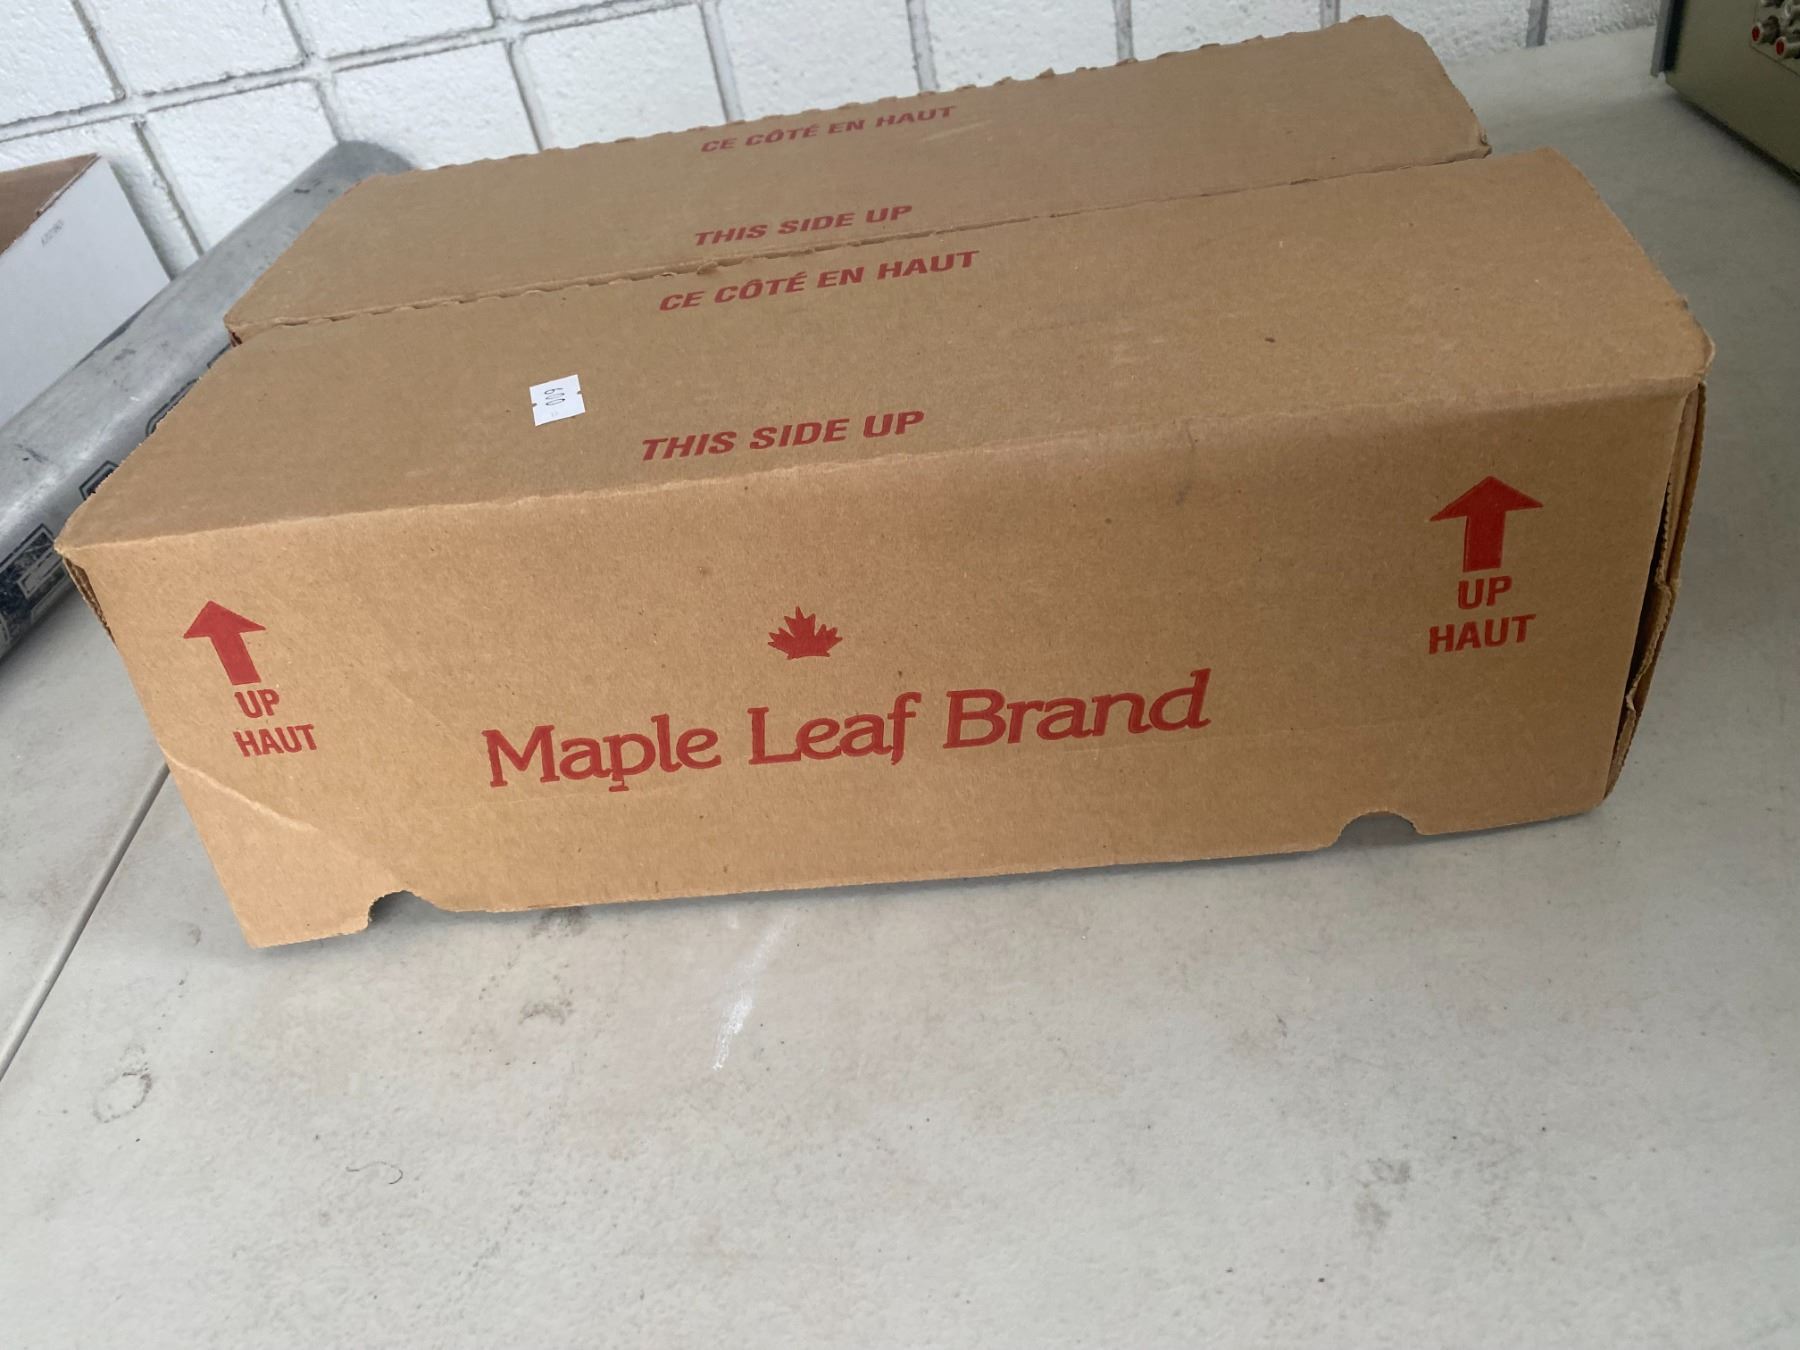 CE CÔTÉ EN HAUT
THIS SIDE UP
CE CÔTÉ EN HAUT
600
THIS SIDE UP
UP
HAUT
UP
HAUT
Maple Leaf Brand